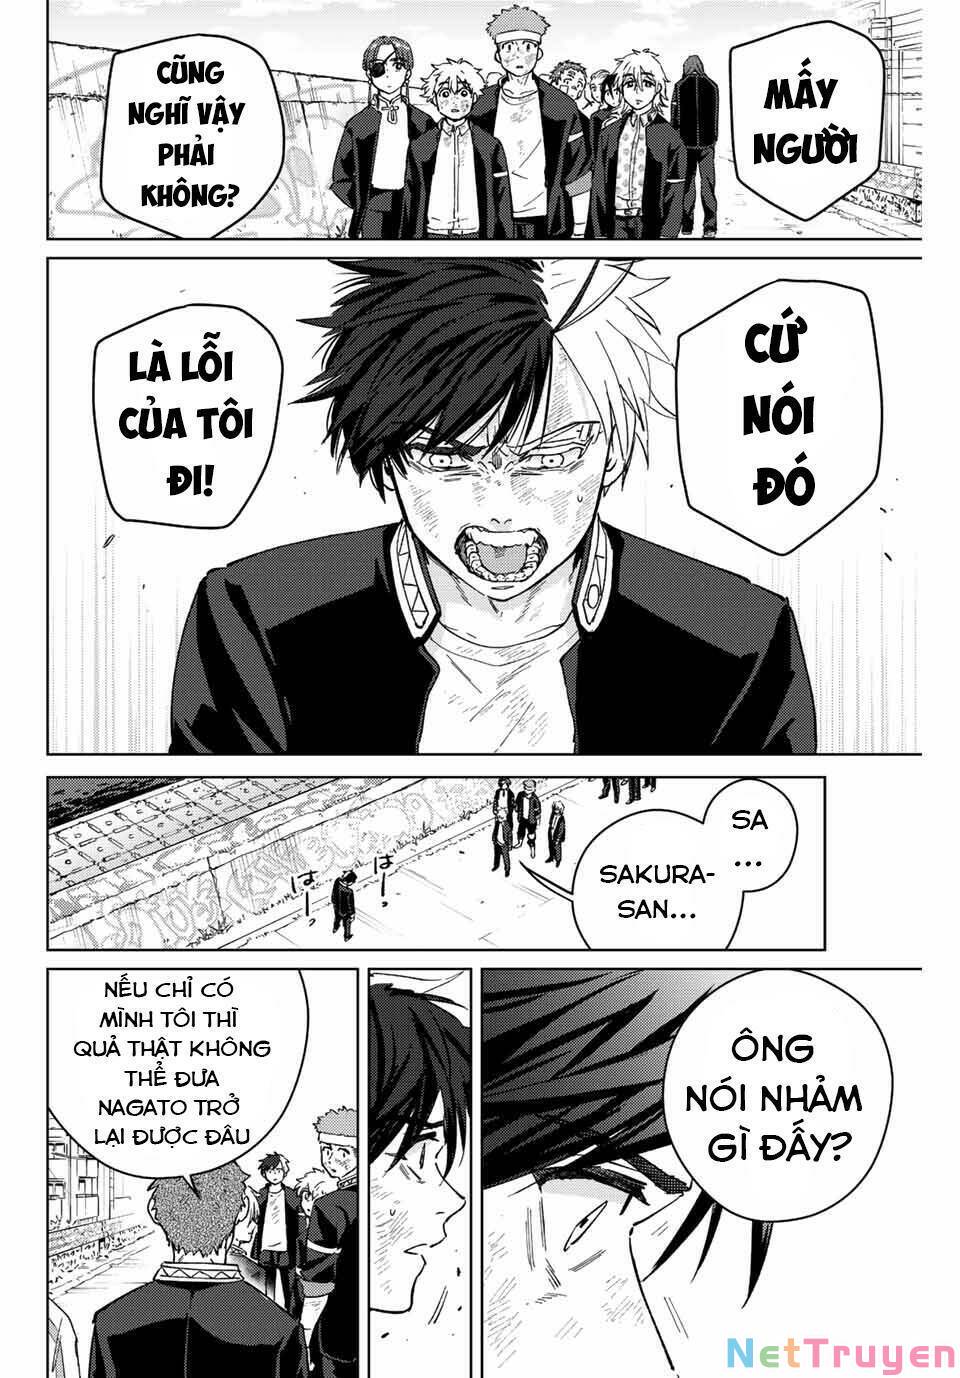 MẤY
NGƯỜI
CŨNG
NGHĨ VẬY
PHẢI
KHÔNG?
CỨ
NÓI
ĐÓ
LÀ LỖI
CỦA TÔI
ĐI!
SA
...
SAKURA-
SAN...
は
は
ÔNG
NÓI NHẢM
GÌ ĐẤY?
NẾU CHỈ CÓ
MÌNH TÔI THÌ
QUẢ THẬT KHÔNG
THỂ ĐƯA
NAGATO TRỞ
LẠI ĐƯỢC ĐÂU
NetTruyen